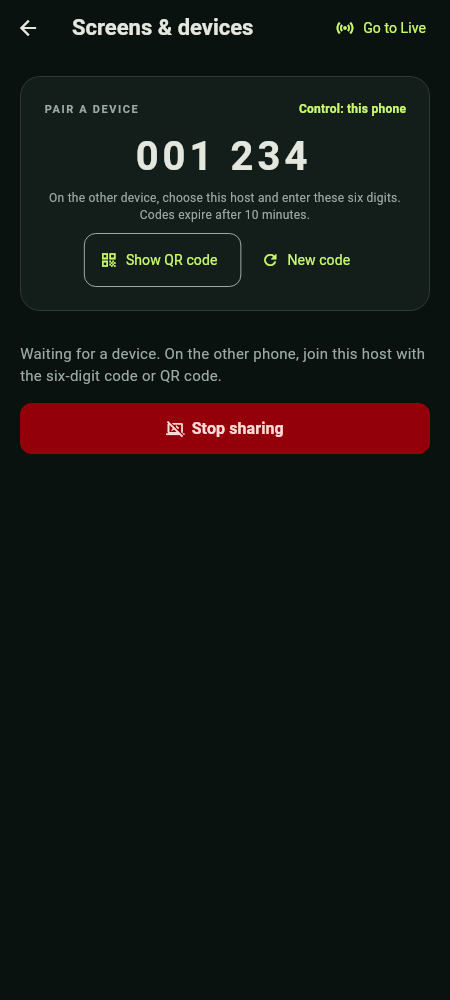 Screens & devices
Go to Live
PAIR A DEVICE
Control: this phone
001 234
On the other device, choose this host and enter these six digits.
Codes expire after 10 minutes.
Show QR code
New code
Waiting for a device. On the other phone, join this host with
the six-digit code or QR code.
Stop sharing